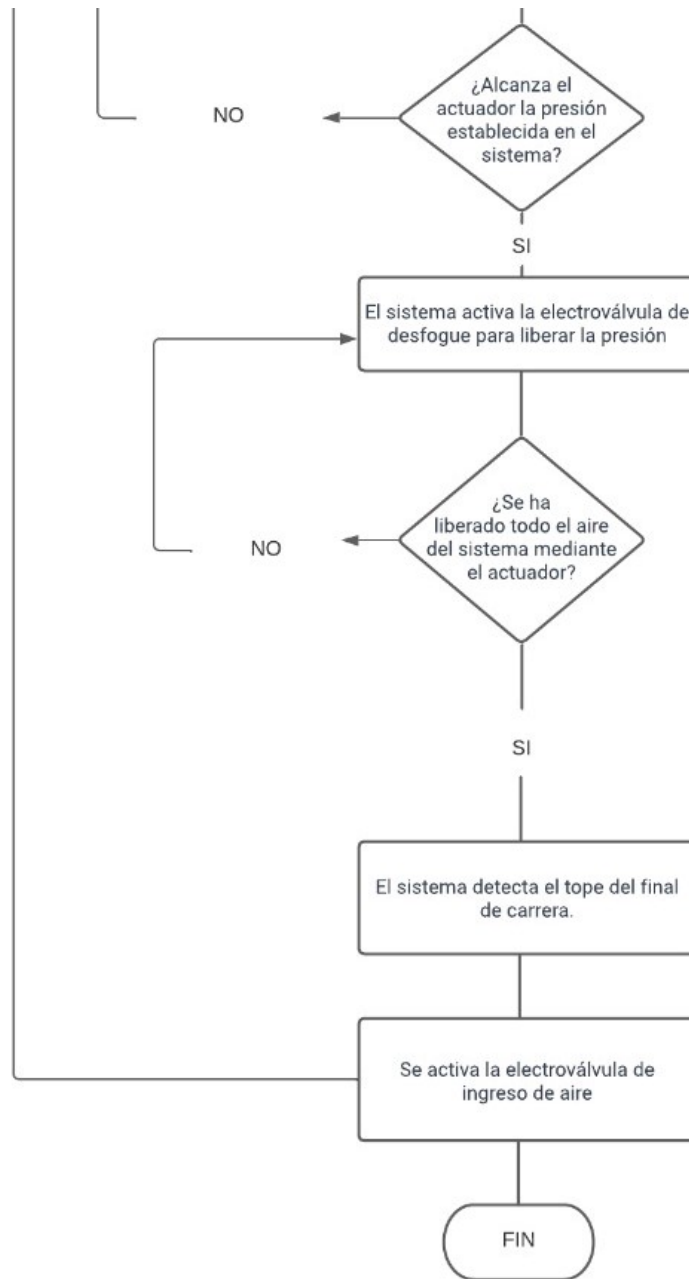 ¿Alcanza el
actuador la presión
establecida en el
sistema?
NO
SI
El sistema activa la electroválvula de
desfogue para liberar la presión
¿Se ha
liberado todo el aire
del sistema mediante
el actuador?
NO
SI
El sistema detecta el tope del final
de carrera.
Se activa la electroválvula de
ingreso de aire
FIN